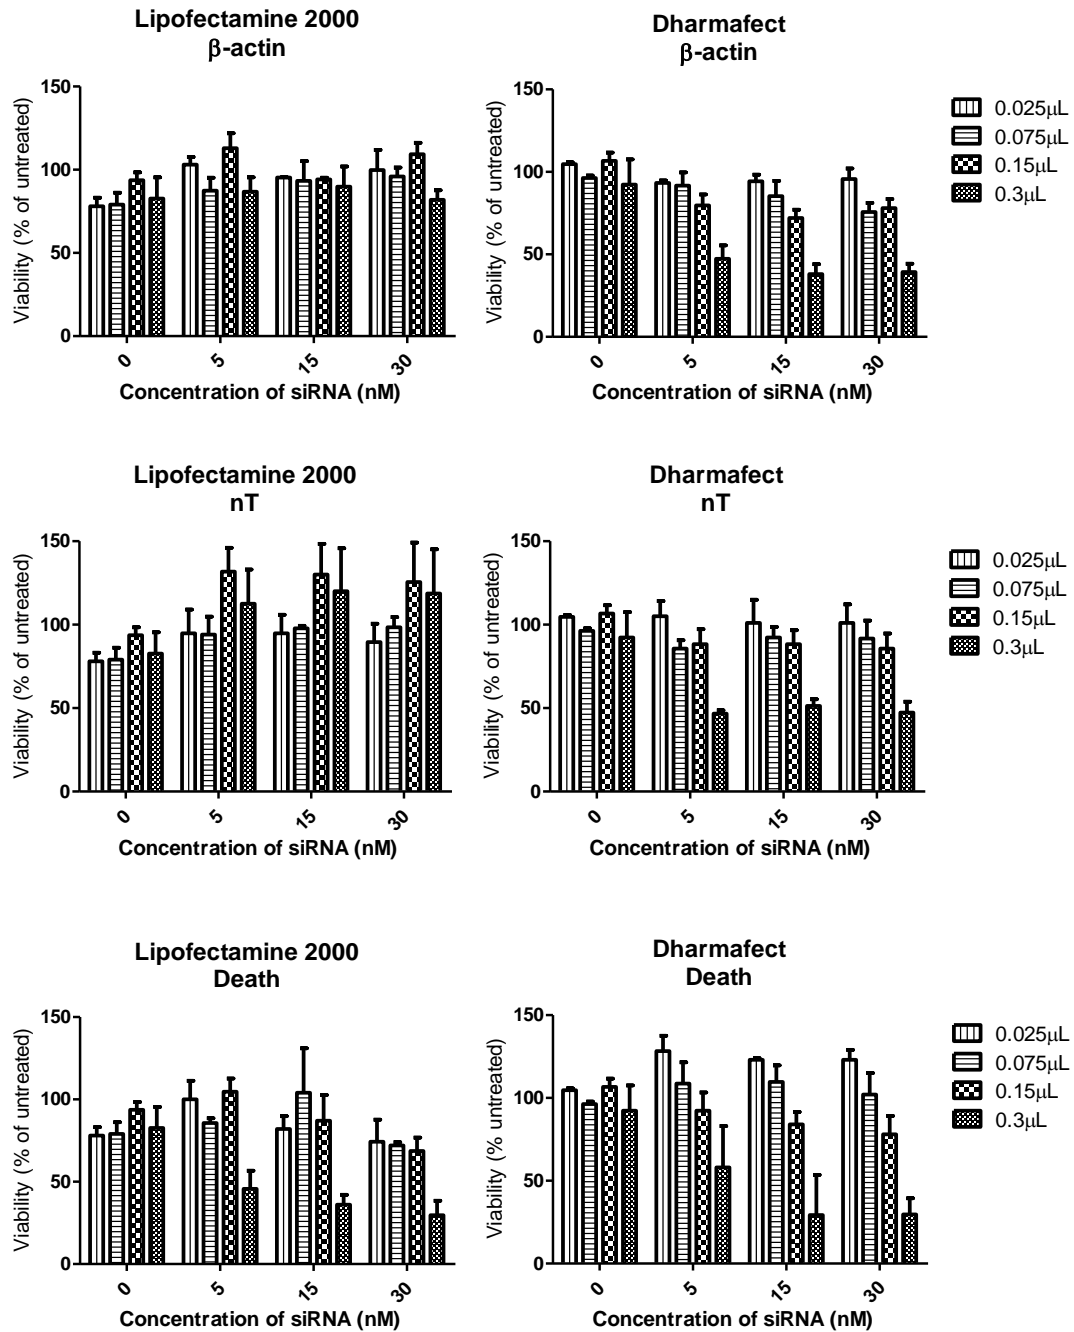 Lipofectamine 2000
β-actin
Viability (% of untreated)
150
100
50
0
0
5
15
30
Concentration of siRNA (nM)
Dharmafect
β-actin
Viability (% of untreated)
150
100
50
0
0
5
15
30
Concentration of siRNA (nM)
0.025μL
0.075μL
0.15μL
0.3μL
Lipofectamine 2000
nT
Viability (% of untreated)
150
100
50
0
0
5
15
30
Concentration of siRNA (nM)
Dharmafect
nT
Viability (% of untreated)
150
100
50
0
0
5
15
30
Concentration of siRNA (nM)
0.025μL
0.075μL
0.15μL
0.3μL
Lipofectamine 2000
Death
Viability (% of untreated)
150
100
50
0
0
5
15
30
Concentration of siRNA (nM)
Dharmafect
Death
Viability (% untreated)
150
100
50
0
0
5
15
30
Concentration of siRNA (nM)
0.025μL
0.075μL
0.15μL
0.3μL